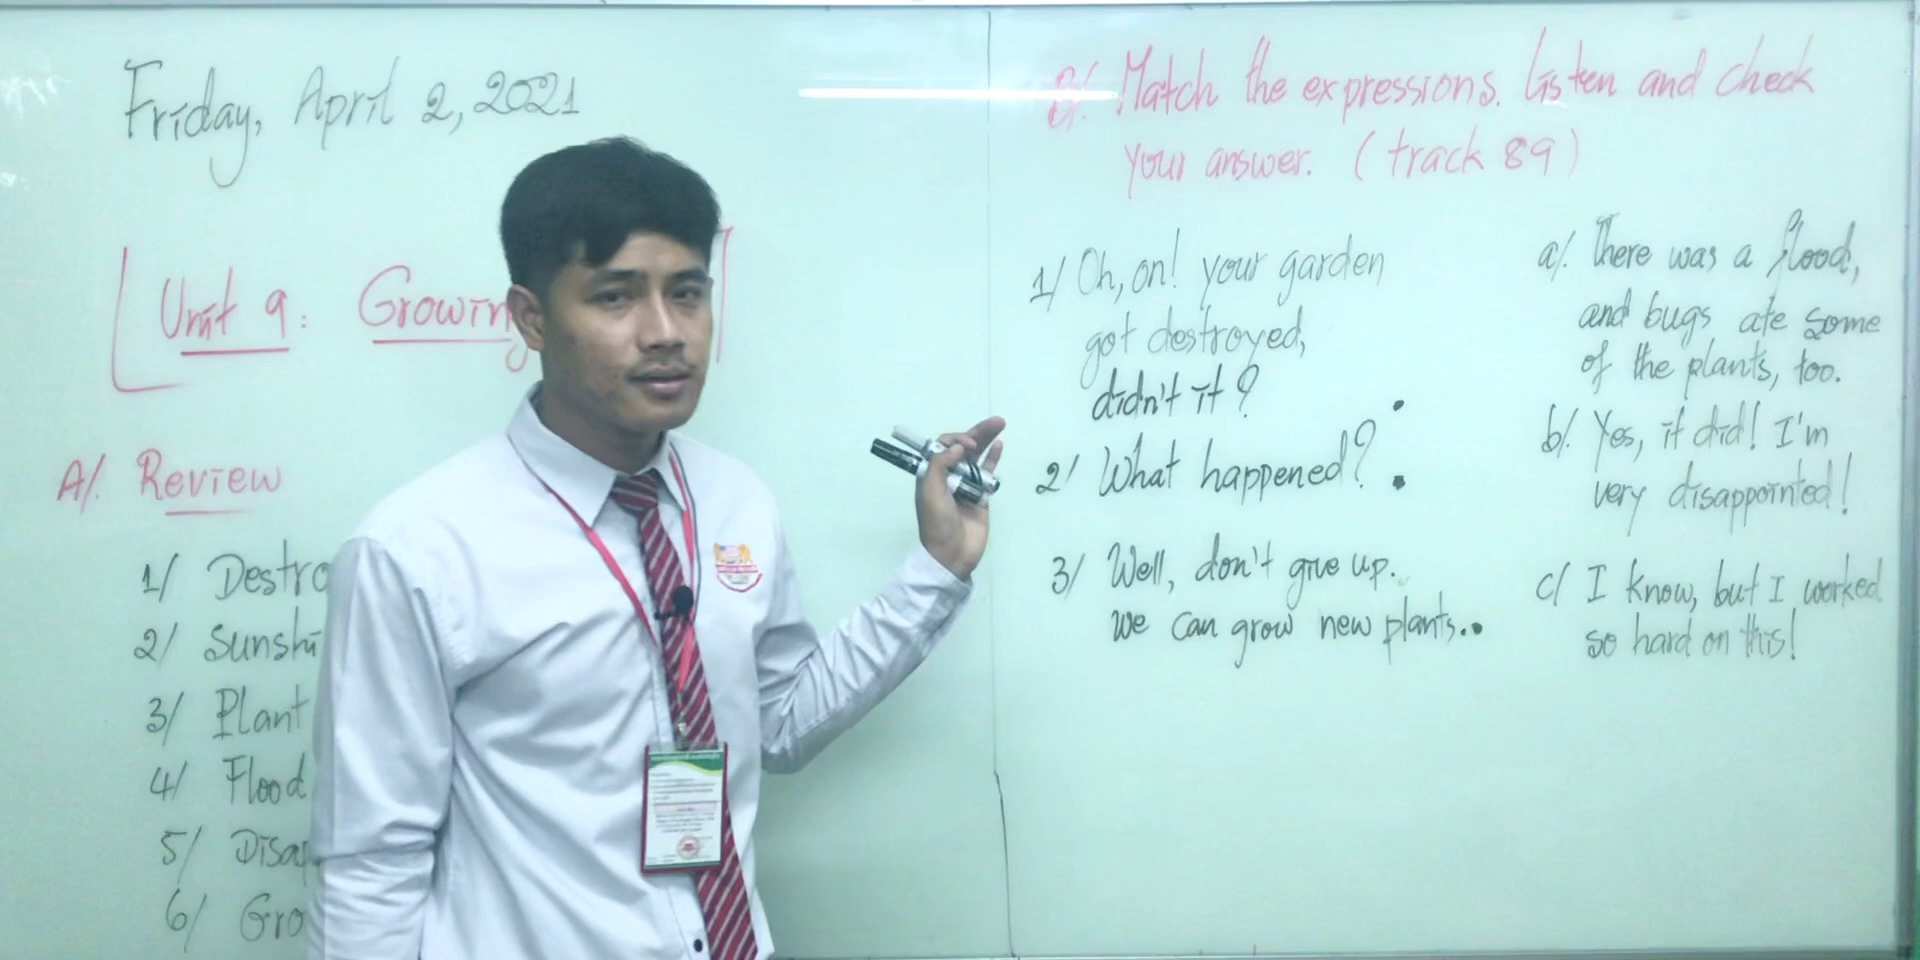 Friday, April 2, 2021
Unit 9: Growing
A/. Review
1/ Destro
2/ Sunshi
3/ Plant
4/ Flood
5/ Disap
6/ Gro
B/. Match the expressions. Listen and check
your answer. (track 89)
1/ Oh, on! your garden
got destroyed,
didn't it?
2/ What happened?
3/ Well, don't give up.
we can grow new plants.
a/. There was a flood,
and bugs ate some
of the plants, too.
b/. Yes, it did! I'm
very disappointed!
c/ I know, but I worked
so hard on this!